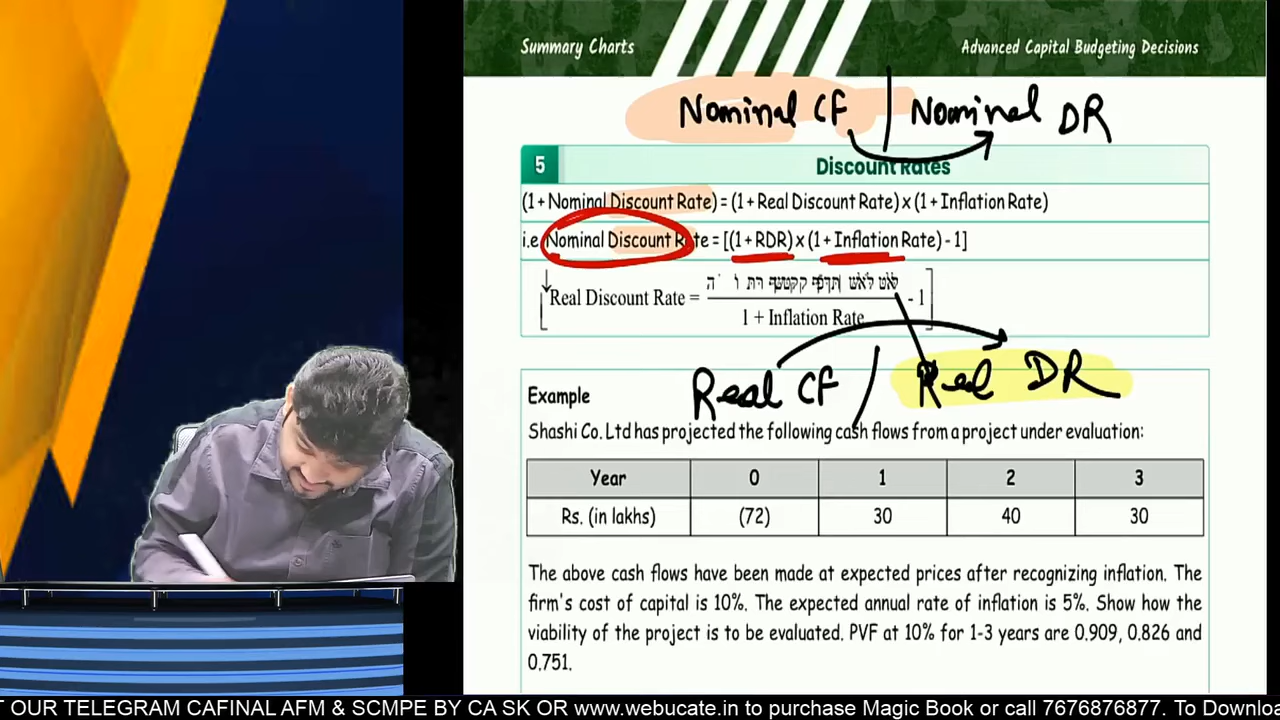 Summary Charts
Advanced Capital Budgeting Decisions
Nominal CF | Nominal DR
5
Discount Rates
(1 + Nominal Discount Rate) = (1 + Real Discount Rate) x (1 + Inflation Rate)
i.e Nominal Discount Rate = [(1 + RDR) x (1 + Inflation Rate) - 1]
Real Discount Rate =
- 1
1 + Inflation Rate
Real CF / Real DR
Example
Shashi Co. Ltd has projected the following cash flows from a project under evaluation:
Year 0 1 2 3
Rs. (in lakhs) (72) 30 40 30
The above cash flows have been made at expected prices after recognizing inflation. The
firm's cost of capital is 10%. The expected annual rate of inflation is 5%. Show how the
viability of the project is to be evaluated. PVF at 10% for 1-3 years are 0.909, 0.826 and
0.751.
OUR TELEGRAM CAFINAL AFM & SCMPE BY CA SK OR www.webucate.in to purchase Magic Book or call 7676876877. To